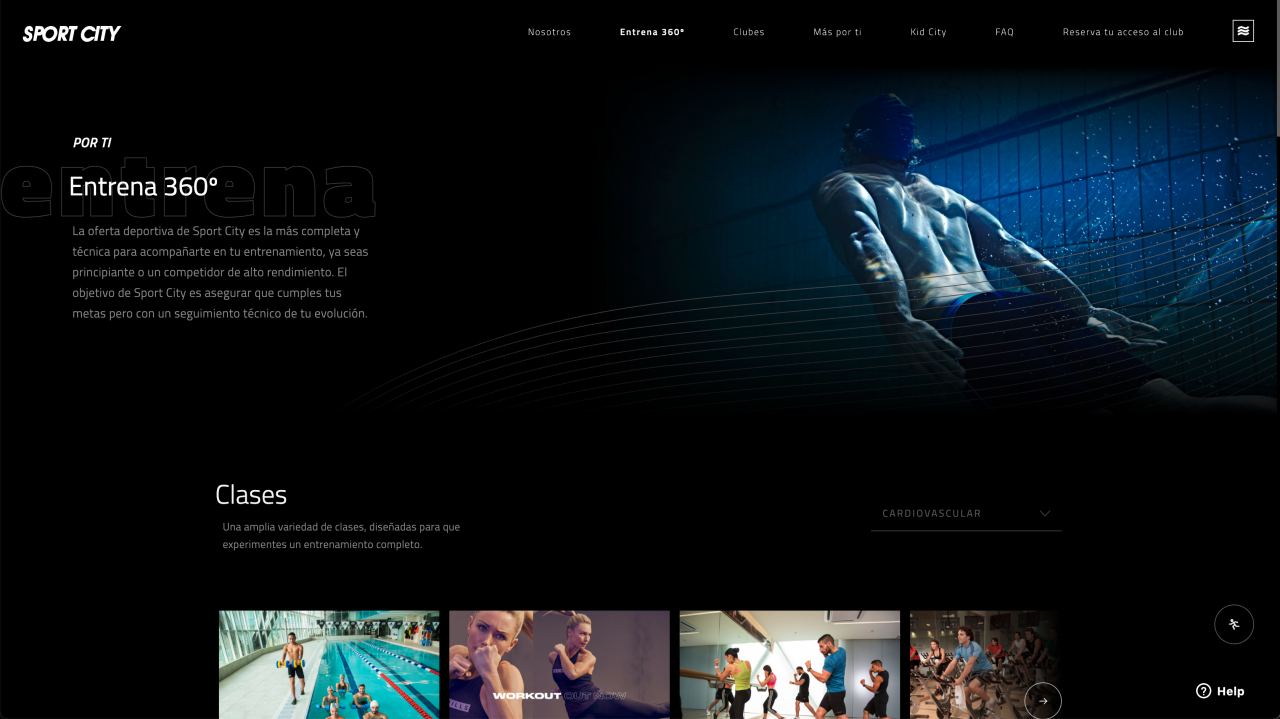 SPORT CITY
Nosotros
Entrena 360º
Clubes
Más por ti
Kid City
FAQ
Reserva tu acceso al club
POR TI
entrena
Entrena 360º
La oferta deportiva de Sport City es la más completa y
técnica para acompañarte en tu entrenamiento, ya seas
principiante o un competidor de alto rendimiento. El
objetivo de Sport City es asegurar que cumples tus
metas pero con un seguimiento técnico de tu evolución.
Clases
Una amplia variedad de clases, diseñadas para que
experimentes un entrenamiento completo.
CARDIOVASCULAR
WORKOUT OUT NOW
Help